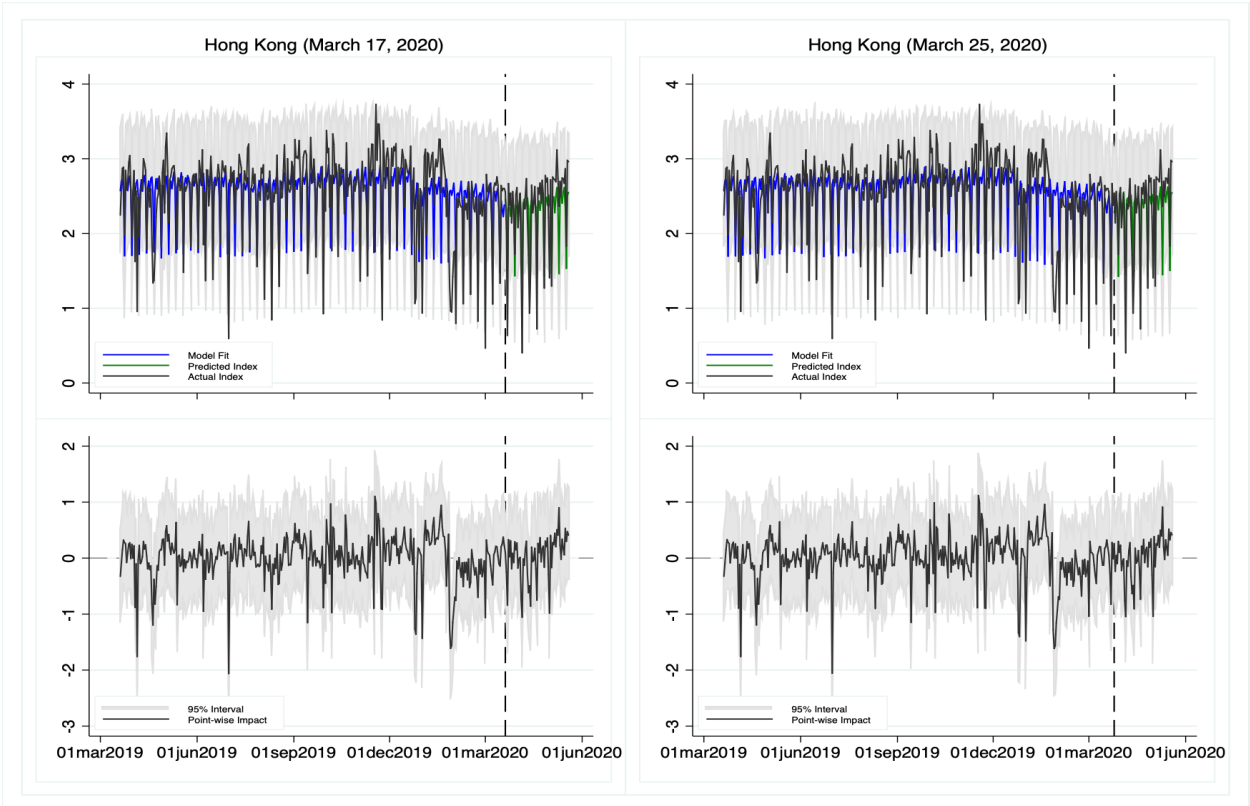 Hong Kong (March 17, 2020)
4
3
2
1
0
Model Fit
Predicted Index
Actual Index
2
1
0
-1
-2
-3
95% Interval
Point-wise Impact
01mar2019 01jun2019 01sep2019 01dec2019 01mar2020 01jun2020
Hong Kong (March 25, 2020)
4
3
2
1
0
Model Fit
Predicted Index
Actual Index
2
1
0
-1
-2
-3
95% Interval
Point-wise Impact
01mar2019 01jun2019 01sep2019 01dec2019 01mar2020 01jun2020